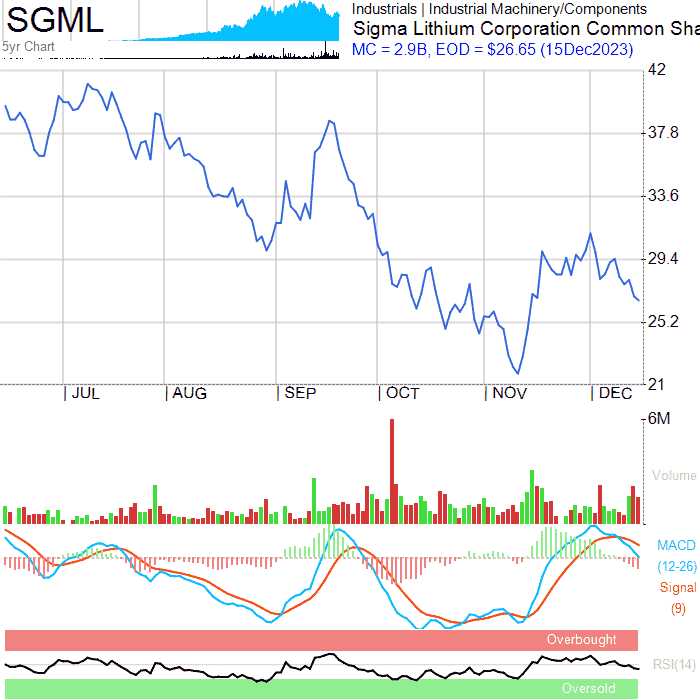 SGML
5yr Chart
Industrials | Industrial Machinery/Components
Sigma Lithium Corporation Common Sha
MC = 2.9B, EOD = $26.65 (15Dec2023)
42
37.8
33.6
29.4
25.2
21
| JUL | AUG | SEP | OCT | NOV | DEC
6M
Volume
MACD
(12-26)
Signal
(9)
Overbought
RSI(14)
Oversold